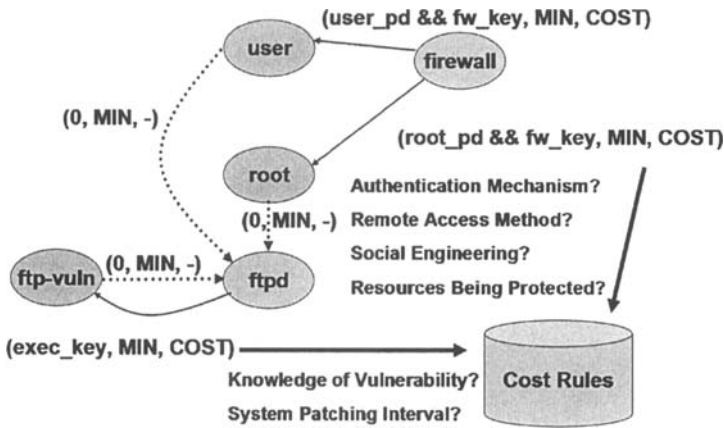 (user_pd && fw_key, MIN, COST)
user
firewall
(0, MIN, -)
(root_pd && fw_key, MIN, COST)
root
Authentication Mechanism?
(0, MIN, -)
Remote Access Method?
Social Engineering?
ftp-vuln
(0, MIN, -)
ftpd
Resources Being Protected?
(exec_key, MIN, COST)
Knowledge of Vulnerability?
Cost Rules
System Patching Interval?